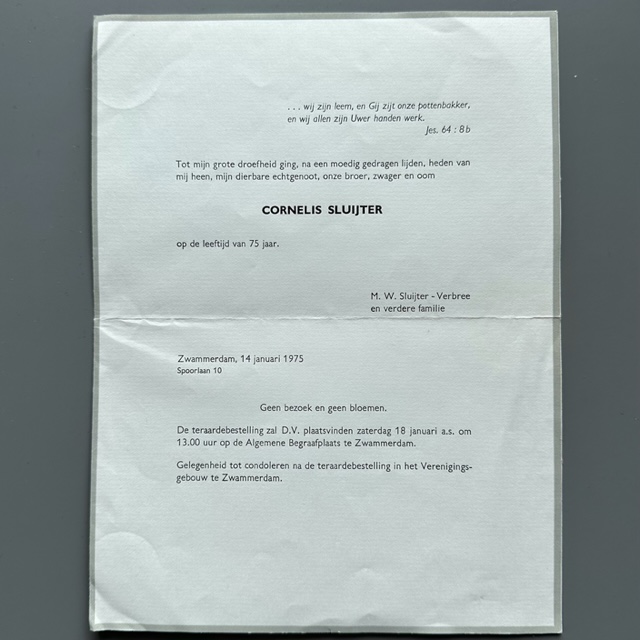 . . . wij zijn leem, en Gij zijt onze pottenbakker,
en wij allen zijn Uwer handen werk.
Jes. 64 : 8b
Tot mijn grote droefheid ging, na een moedig gedragen lijden, heden van
mij heen, mijn dierbare echtgenoot, onze broer, zwager en oom
CORNELIS SLUIJTER
op de leeftijd van 75 jaar.
M. W. Sluijter - Verbree
en verdere familie
Zwammerdam, 14 januari 1975
Spoorlaan 10
Geen bezoek en geen bloemen.
De teraardebestelling zal D.V. plaatsvinden zaterdag 18 januari a.s. om
13.00 uur op de Algemene Begraafplaats te Zwammerdam.
Gelegenheid tot condoleren na de teraardebestelling in het Verenigings-
gebouw te Zwammerdam.